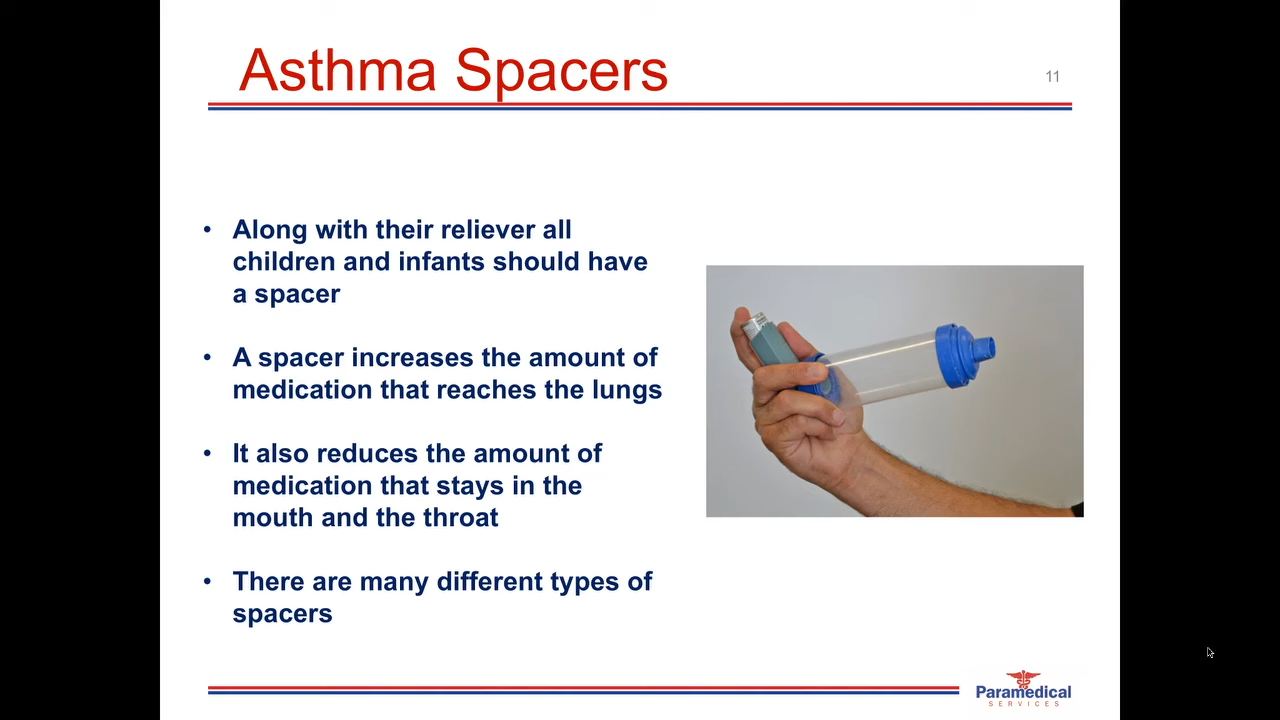 Asthma Spacers
11
• Along with their reliever all
children and infants should have
a spacer
• A spacer increases the amount of
medication that reaches the lungs
• It also reduces the amount of
medication that stays in the
mouth and the throat
• There are many different types of
spacers
Paramedical
SERVICES